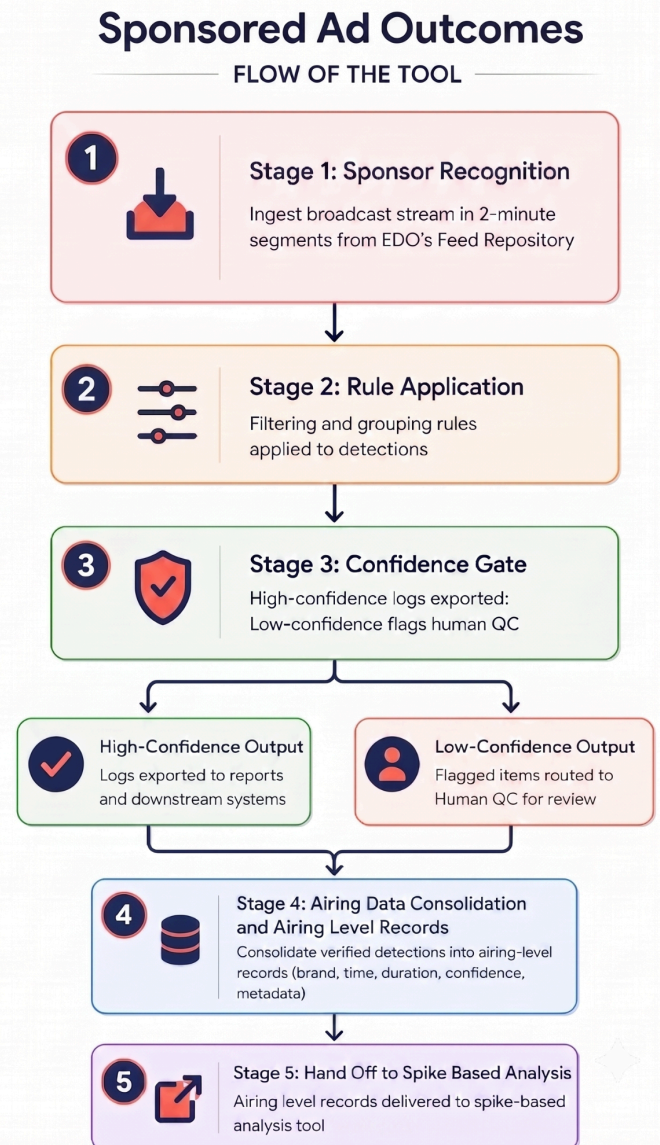 Sponsored Ad Outcomes
FLOW OF THE TOOL
1
Stage 1: Sponsor Recognition
Ingest broadcast stream in 2-minute
segments from EDO's Feed Repository
2
Stage 2: Rule Application
Filtering and grouping rules
applied to detections
3
Stage 3: Confidence Gate
High-confidence logs exported:
Low-confidence flags human QC
High-Confidence Output
Logs exported to reports
and downstream systems
Low-Confidence Output
Flagged items routed to
Human QC for review
4
Stage 4: Airing Data Consolidation
and Airing Level Records
Consolidate verified detections into airing-level
records (brand, time, duration, confidence,
metadata)
5
Stage 5: Hand Off to Spike Based Analysis
Airing level records delivered to spike-based
analysis tool